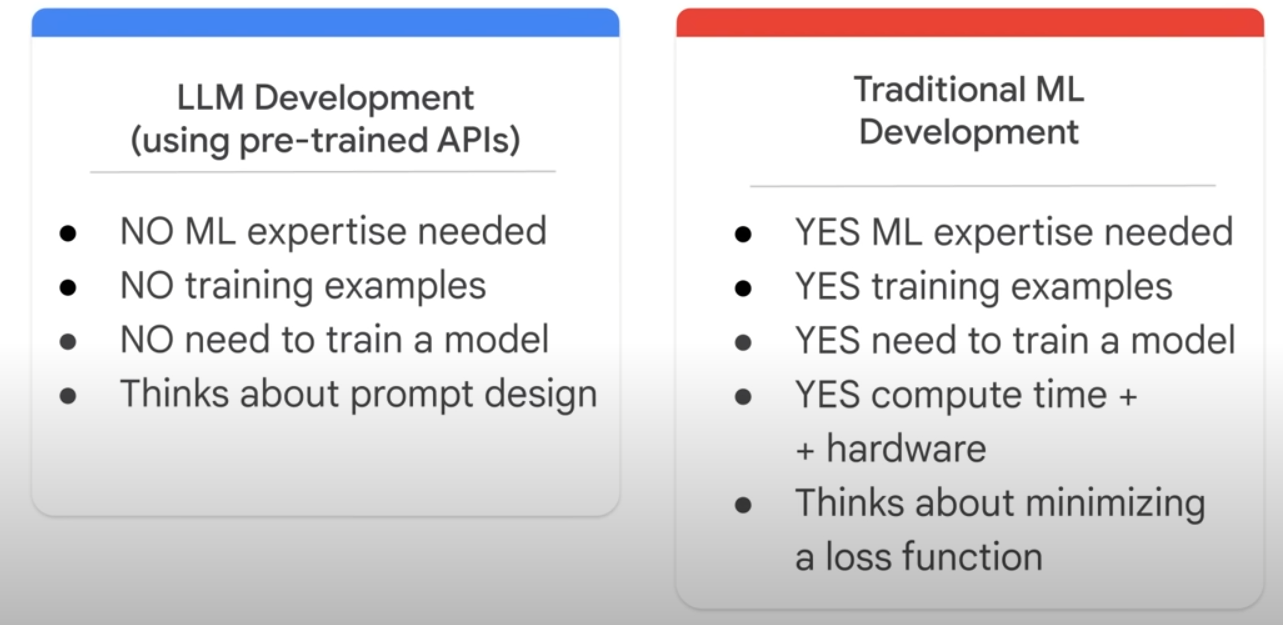 LLM Development
(using pre-trained APIs)
● NO ML expertise needed
● NO training examples
● NO need to train a model
● Thinks about prompt design
Traditional ML
Development
● YES ML expertise needed
● YES training examples
● YES need to train a model
● YES compute time +
+ hardware
● Thinks about minimizing
a loss function